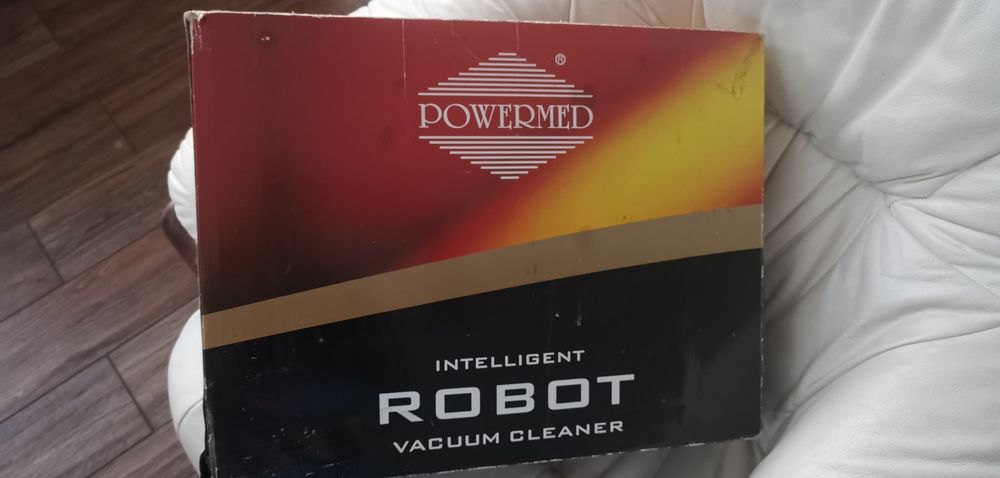 ®
POWERMED
INTELLIGENT
ROBOT
VACUUM CLEANER